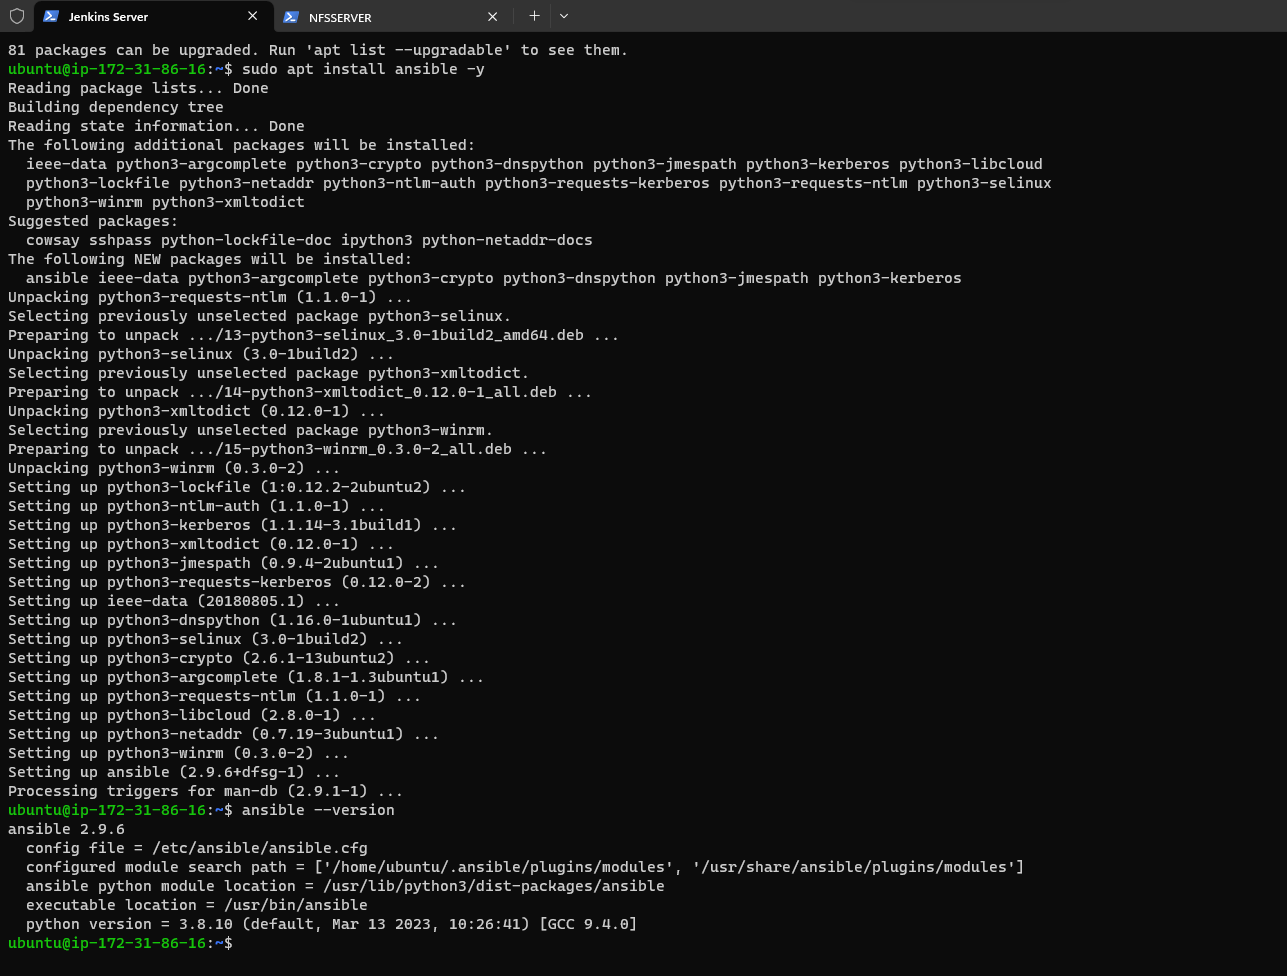 Jenkins Server
NFSSERVER
81 packages can be upgraded. Run 'apt list --upgradable' to see them.
ubuntu@ip-172-31-86-16:~$ sudo apt install ansible -y
Reading package lists... Done
Building dependency tree
Reading state information... Done
The following additional packages will be installed:
  ieee-data python3-argcomplete python3-crypto python3-dnspython python3-jmespath python3-kerberos python3-libcloud
  python3-lockfile python3-netaddr python3-ntlm-auth python3-requests-kerberos python3-requests-ntlm python3-selinux
  python3-winrm python3-xmltodict
Suggested packages:
  cowsay sshpass python-lockfile-doc ipython3 python-netaddr-docs
The following NEW packages will be installed:
  ansible ieee-data python3-argcomplete python3-crypto python3-dnspython python3-jmespath python3-kerberos
Unpacking python3-requests-ntlm (1.1.0-1) ...
Selecting previously unselected package python3-selinux.
Preparing to unpack .../13-python3-selinux_3.0-1build2_amd64.deb ...
Unpacking python3-selinux (3.0-1build2) ...
Selecting previously unselected package python3-xmltodict.
Preparing to unpack .../14-python3-xmltodict_0.12.0-1_all.deb ...
Unpacking python3-xmltodict (0.12.0-1) ...
Selecting previously unselected package python3-winrm.
Preparing to unpack .../15-python3-winrm_0.3.0-2_all.deb ...
Unpacking python3-winrm (0.3.0-2) ...
Setting up python3-lockfile (1:0.12.2-2ubuntu2) ...
Setting up python3-ntlm-auth (1.1.0-1) ...
Setting up python3-kerberos (1.1.14-3.1build1) ...
Setting up python3-xmltodict (0.12.0-1) ...
Setting up python3-jmespath (0.9.4-2ubuntu1) ...
Setting up python3-requests-kerberos (0.12.0-2) ...
Setting up ieee-data (20180805.1) ...
Setting up python3-dnspython (1.16.0-1ubuntu1) ...
Setting up python3-selinux (3.0-1build2) ...
Setting up python3-crypto (2.6.1-13ubuntu2) ...
Setting up python3-argcomplete (1.8.1-1.3ubuntu1) ...
Setting up python3-requests-ntlm (1.1.0-1) ...
Setting up python3-libcloud (2.8.0-1) ...
Setting up python3-netaddr (0.7.19-3ubuntu1) ...
Setting up python3-winrm (0.3.0-2) ...
Setting up ansible (2.9.6+dfsg-1) ...
Processing triggers for man-db (2.9.1-1) ...
ubuntu@ip-172-31-86-16:~$ ansible --version
ansible 2.9.6
  config file = /etc/ansible/ansible.cfg
  configured module search path = ['/home/ubuntu/.ansible/plugins/modules', '/usr/share/ansible/plugins/modules']
  ansible python module location = /usr/lib/python3/dist-packages/ansible
  executable location = /usr/bin/ansible
  python version = 3.8.10 (default, Mar 13 2023, 10:26:41) [GCC 9.4.0]
ubuntu@ip-172-31-86-16:~$